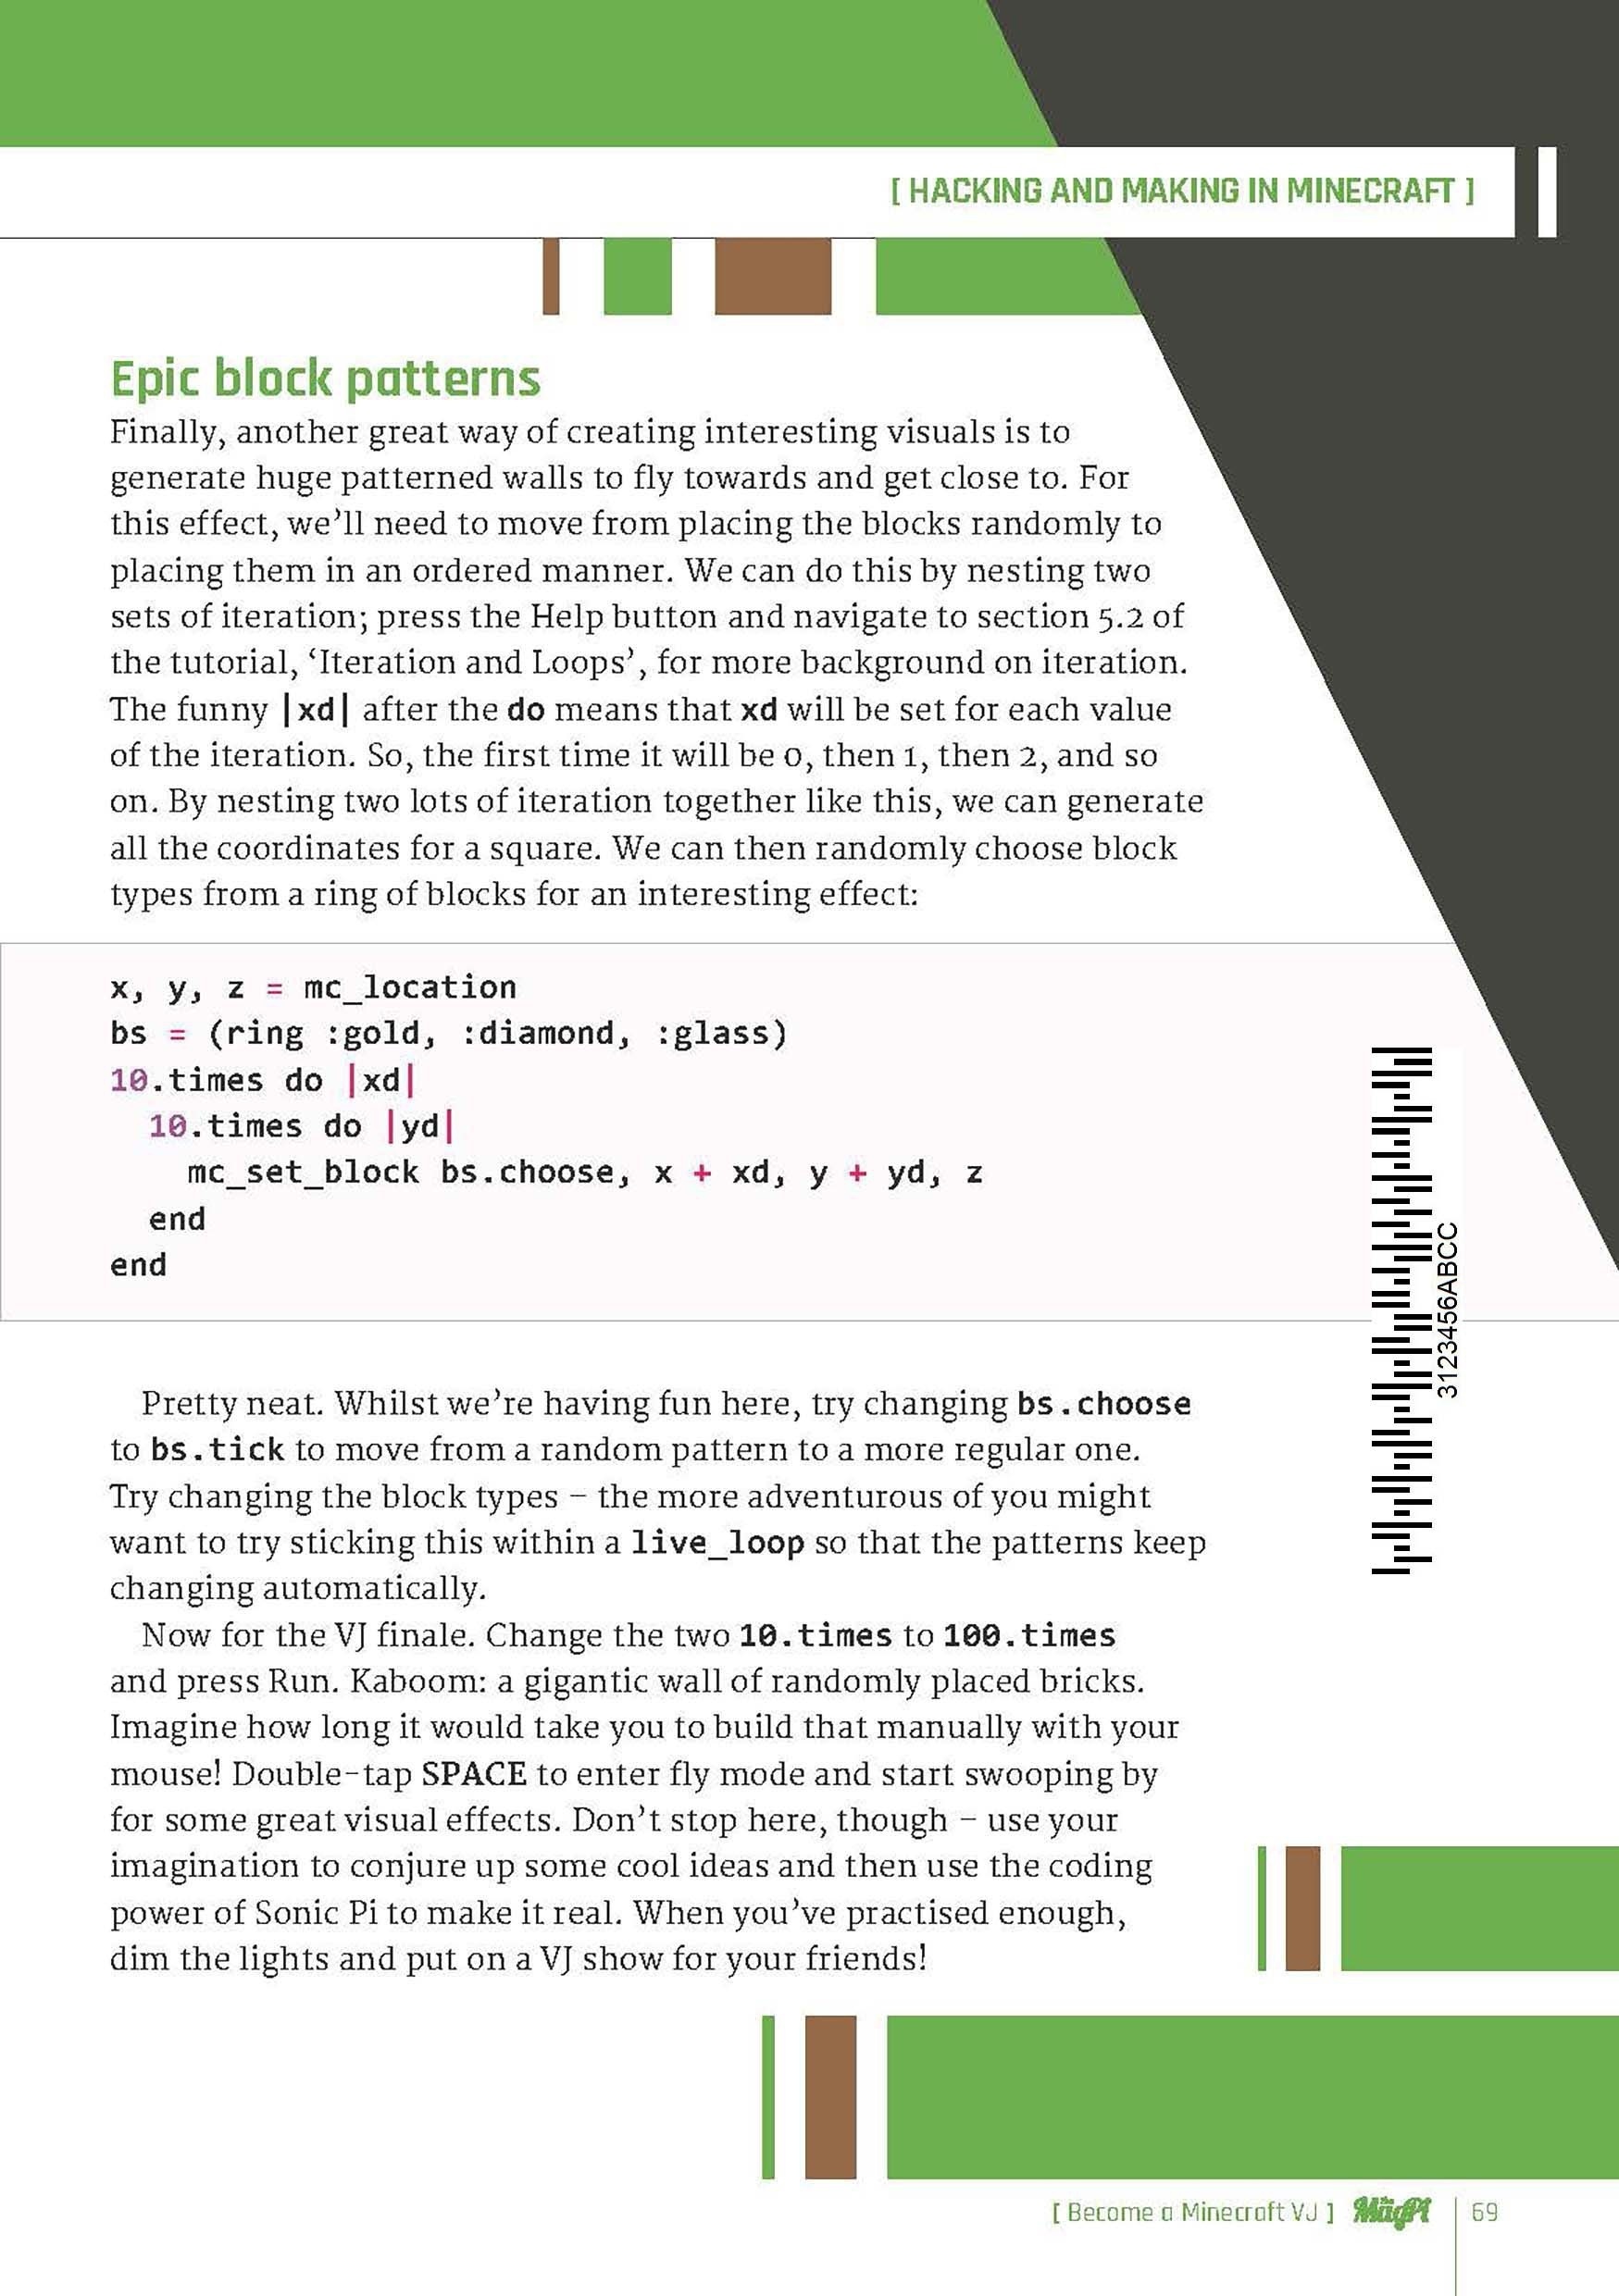 [ HACKING AND MAKING IN MINECRAFT ]
Epic block patterns
Finally, another great way of creating interesting visuals is to
generate huge patterned walls to fly towards and get close to. For
this effect, we’ll need to move from placing the blocks randomly to
placing them in an ordered manner. We can do this by nesting two
sets of iteration; press the Help button and navigate to section 5.2 of
the tutorial, ‘Iteration and Loops’, for more background on iteration.
The funny |xd| after the do means that xd will be set for each value
of the iteration. So, the first time it will be 0, then 1, then 2, and so
on. By nesting two lots of iteration together like this, we can generate
all the coordinates for a square. We can then randomly choose block
types from a ring of blocks for an interesting effect:
x, y, z = mc_location
bs = (ring :gold, :diamond, :glass)
10.times do |xd|
  10.times do |yd|
    mc_set_block bs.choose, x + xd, y + yd, z
  end
end
3123456ABCC
Pretty neat. Whilst we’re having fun here, try changing bs.choose
to bs.tick to move from a random pattern to a more regular one.
Try changing the block types – the more adventurous of you might
want to try sticking this within a live_loop so that the patterns keep
changing automatically.
Now for the VJ finale. Change the two 10.times to 100.times
and press Run. Kaboom: a gigantic wall of randomly placed bricks.
Imagine how long it would take you to build that manually with your
mouse! Double-tap SPACE to enter fly mode and start swooping by
for some great visual effects. Don’t stop here, though – use your
imagination to conjure up some cool ideas and then use the coding
power of Sonic Pi to make it real. When you’ve practised enough,
dim the lights and put on a VJ show for your friends!
[ Become a Minecraft VJ ] The MagPi 69